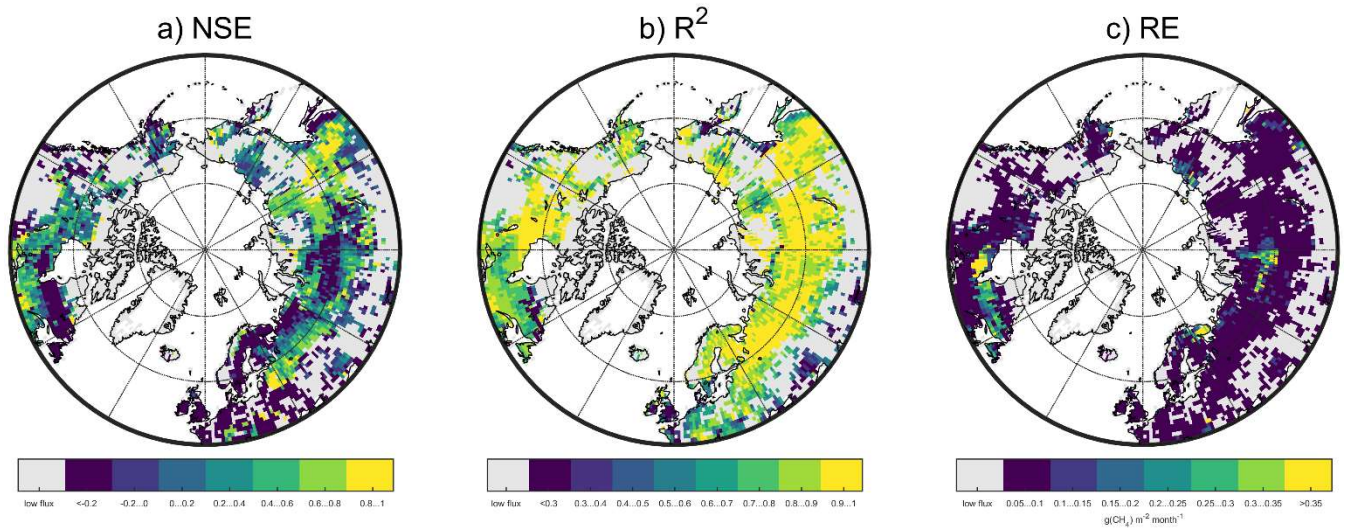 a) NSE
b) R²
c) RE
low flux <-0.2 -0.2...0 0...0.2 0.2...0.4 0.4...0.6 0.6...0.8 0.8...1
low flux <0.3 0.3...0.4 0.4...0.5 0.5...0.6 0.6...0.7 0.7...0.8 0.8...0.9 0.9...1
low flux 0.05...0.1 0.1...0.15 0.15...0.2 0.2...0.25 0.25...0.3 0.3...0.35 >0.35
g(CH₄) m⁻² month⁻¹